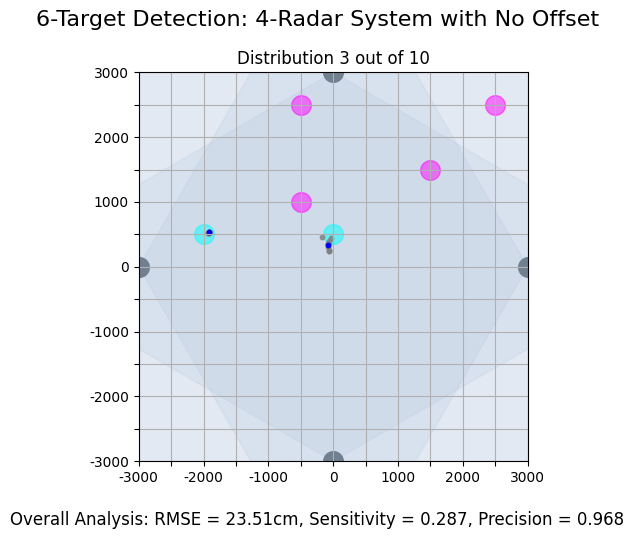 6-Target Detection: 4-Radar System with No Offset
Distribution 3 out of 10
3000
2000
1000
0
-1000
-2000
-3000
-3000 -2000 -1000 0 1000 2000 3000
Overall Analysis: RMSE = 23.51cm, Sensitivity = 0.287, Precision = 0.968